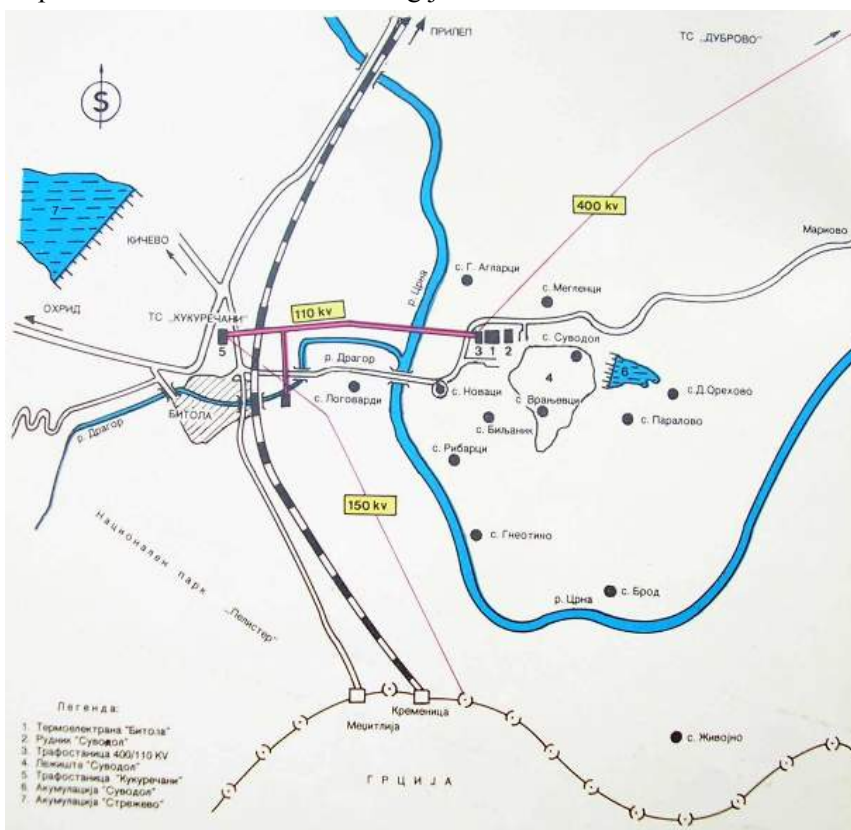 ПРИЛЕП
ТС „ДУБРОВО"
S
7
КИЧЕВО
400 kv
Мариово
ОХРИД
р. Црна
с. Г. Агларци
с. Мегленци
ТС „КУКУРЕЧАНИ"
110 kv
5
3 1 2
с. Суводол
р. Драгор
4
6
с. Новаци
с. Д.Орехово
БИТОЛА
с. Логоварди
с. Врањевци
с. Биљаник
с. Паралово
р. Драгор
с. Рибарци
150 kv
Национален парк
„Пелистер"
с. Гнеотино
с. Брод
р. Црна
Легенда:
1. Термоелектрана "Битоза"
2. Рудник "Суводол"
3. Трафостаница 400/110 KV
4. Лежиште "Суводол"
5. Трафостаница "Кукуречани"
6. Акумулација "Суводол"
7. Акумулација "Стрежево"
Кременица
Меџитлија
с. Живојно
ГРЦИЈА